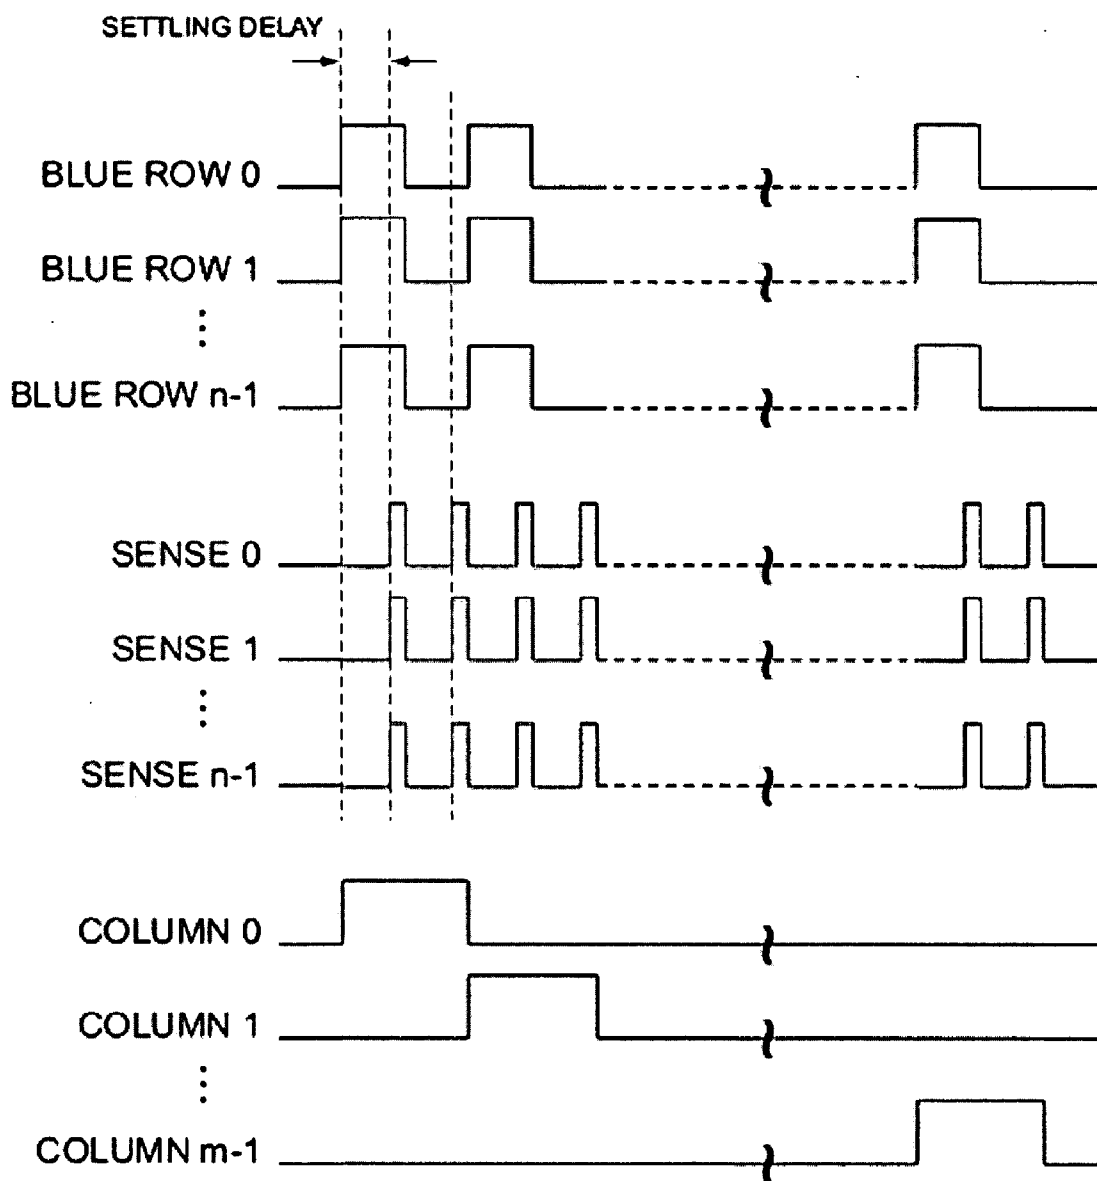 SETTLING DELAY
BLUE ROW 0
BLUE ROW 1
⋮
BLUE ROW n-1
SENSE 0
SENSE 1
⋮
SENSE n-1
COLUMN 0
COLUMN 1
⋮
COLUMN m-1